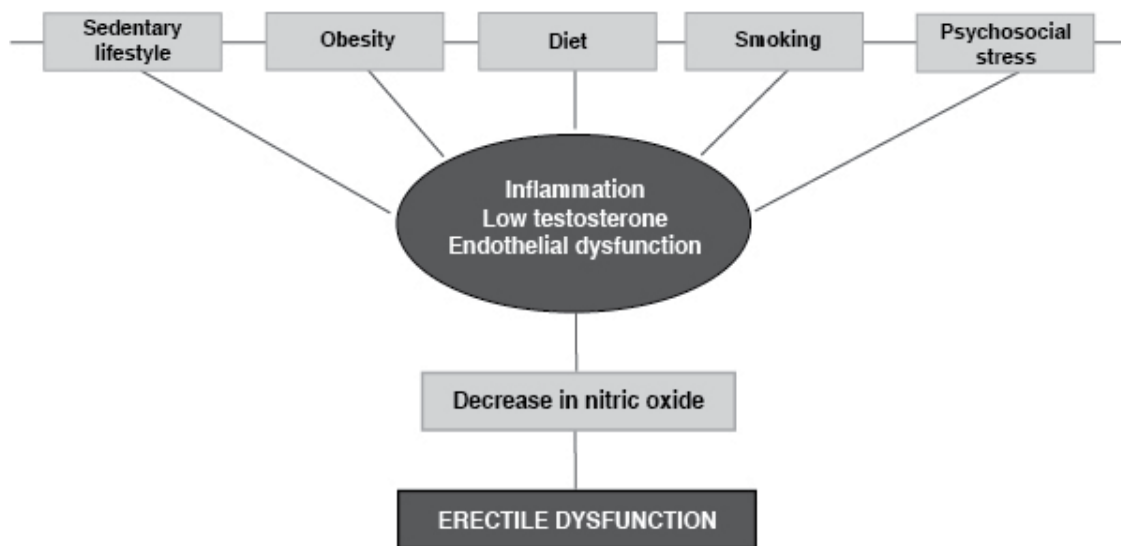 Sedentary
lifestyle
Obesity
Diet
Smoking
Psychosocial
stress
Inflammation
Low testosterone
Endothelial dysfunction
Decrease in nitric oxide
ERECTILE DYSFUNCTION